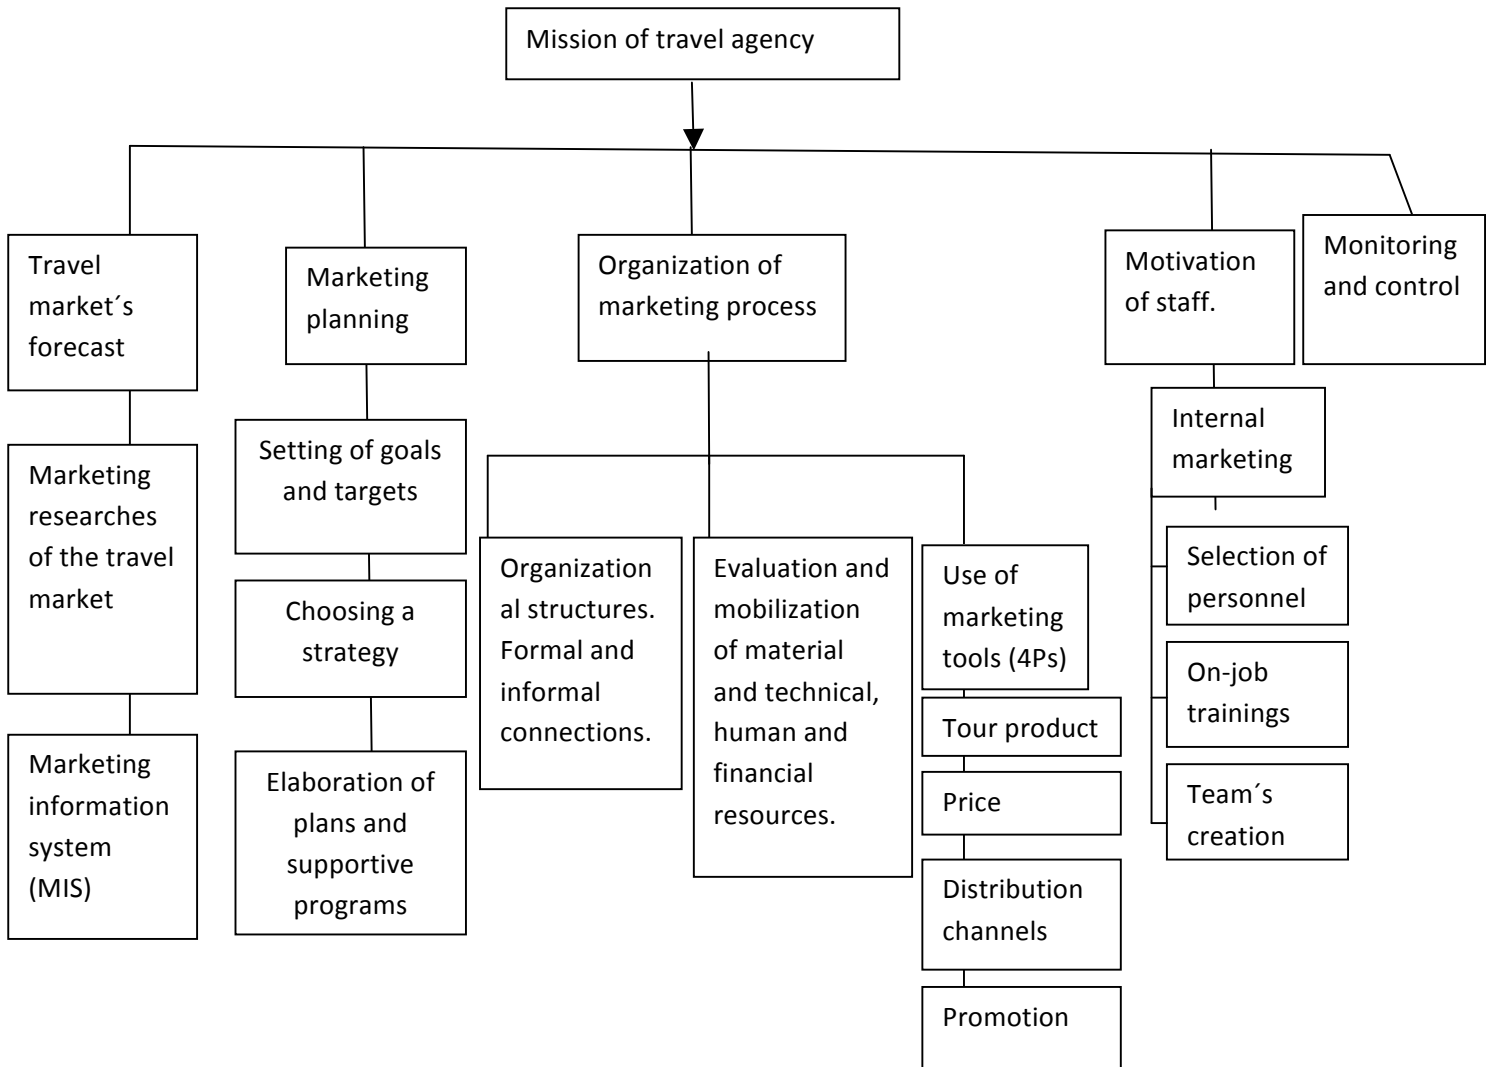 Mission of travel agency
Travel
market´s
forecast
Marketing
researches
of the travel
market
Marketing
information
system
(MIS)
Marketing
planning
Setting of goals
and targets
Choosing a
strategy
Elaboration of
plans and
supportive
programs
Organization of
marketing process
Organization
al structures.
Formal and
informal
connections.
Evaluation and
mobilization
of material
and technical,
human and
financial
resources.
Use of
marketing
tools (4Ps)
Tour product
Price
Distribution
channels
Promotion
Motivation
of staff.
Internal
marketing
Selection of
personnel
On-job
trainings
Team´s
creation
Monitoring
and control